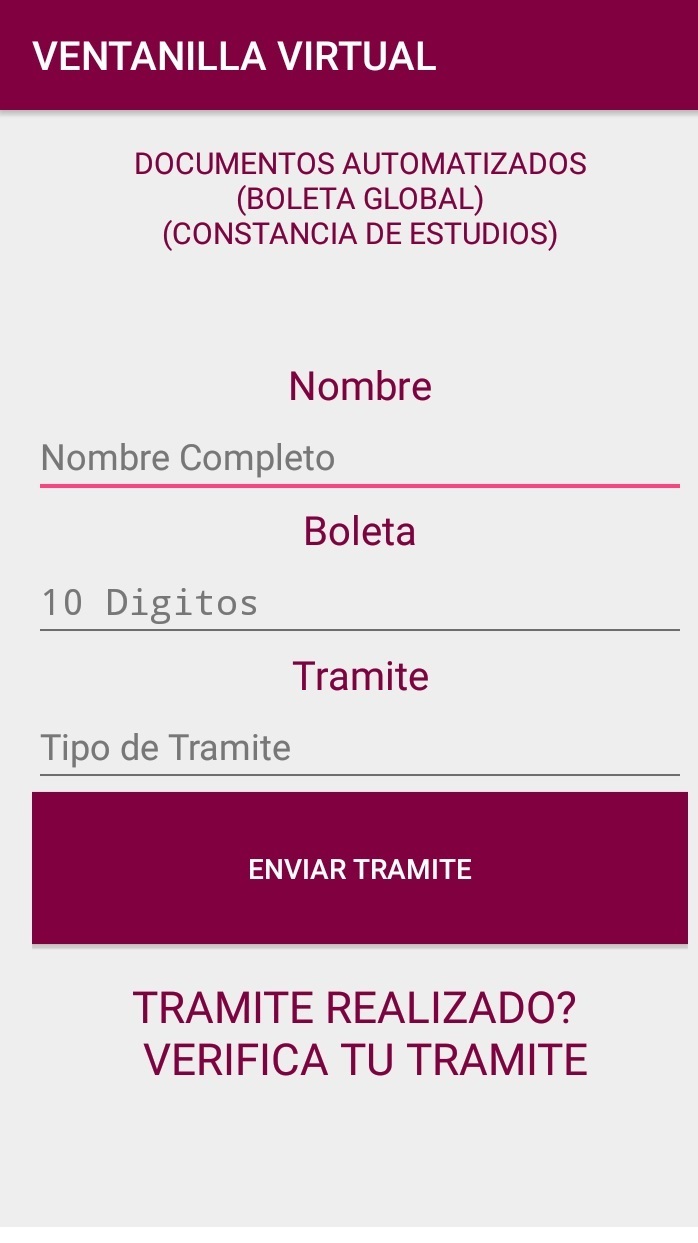 VENTANILLA VIRTUAL
DOCUMENTOS AUTOMATIZADOS
(BOLETA GLOBAL)
(CONSTANCIA DE ESTUDIOS)
Nombre
Nombre Completo
Boleta
10 Digitos
Tramite
Tipo de Tramite
ENVIAR TRAMITE
TRAMITE REALIZADO?
VERIFICA TU TRAMITE